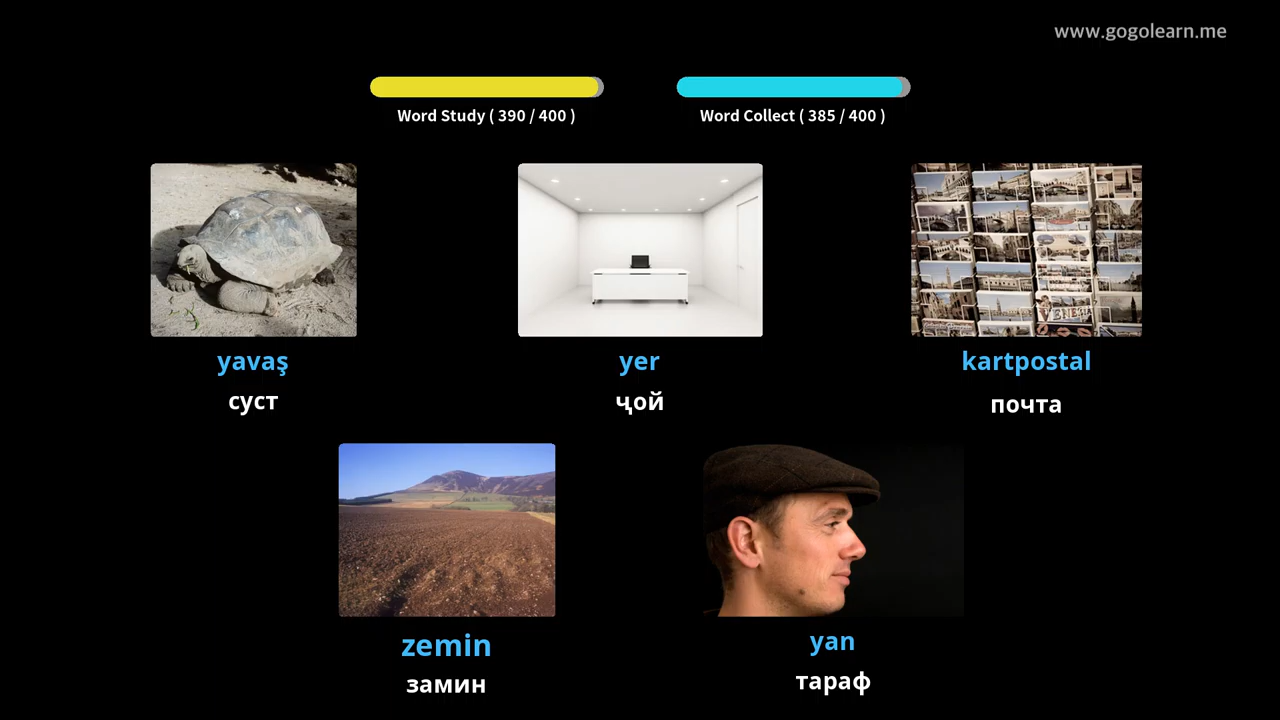 www.gogolearn.me
Word Study ( 390 / 400 )
Word Collect ( 385 / 400 )
yavaş
суст
yer
ҷой
kartpostal
почта
zemin
замин
yan
тараф